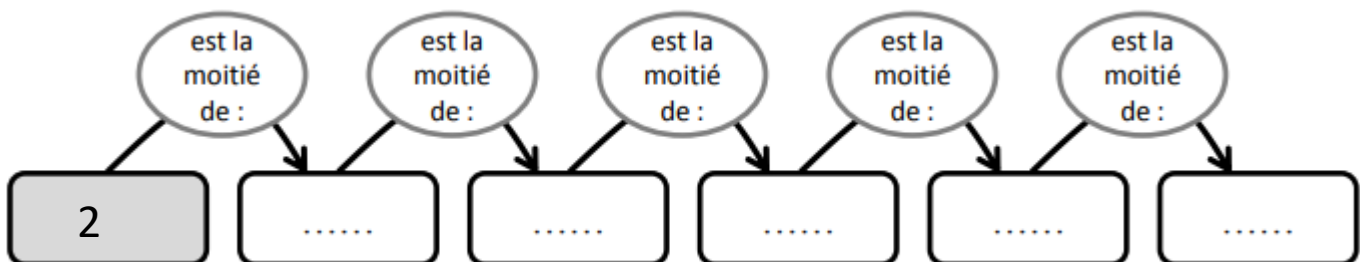 est la
moitié
de :
est la
moitié
de :
est la
moitié
de :
est la
moitié
de :
est la
moitié
de :
2
......
......
......
......
......